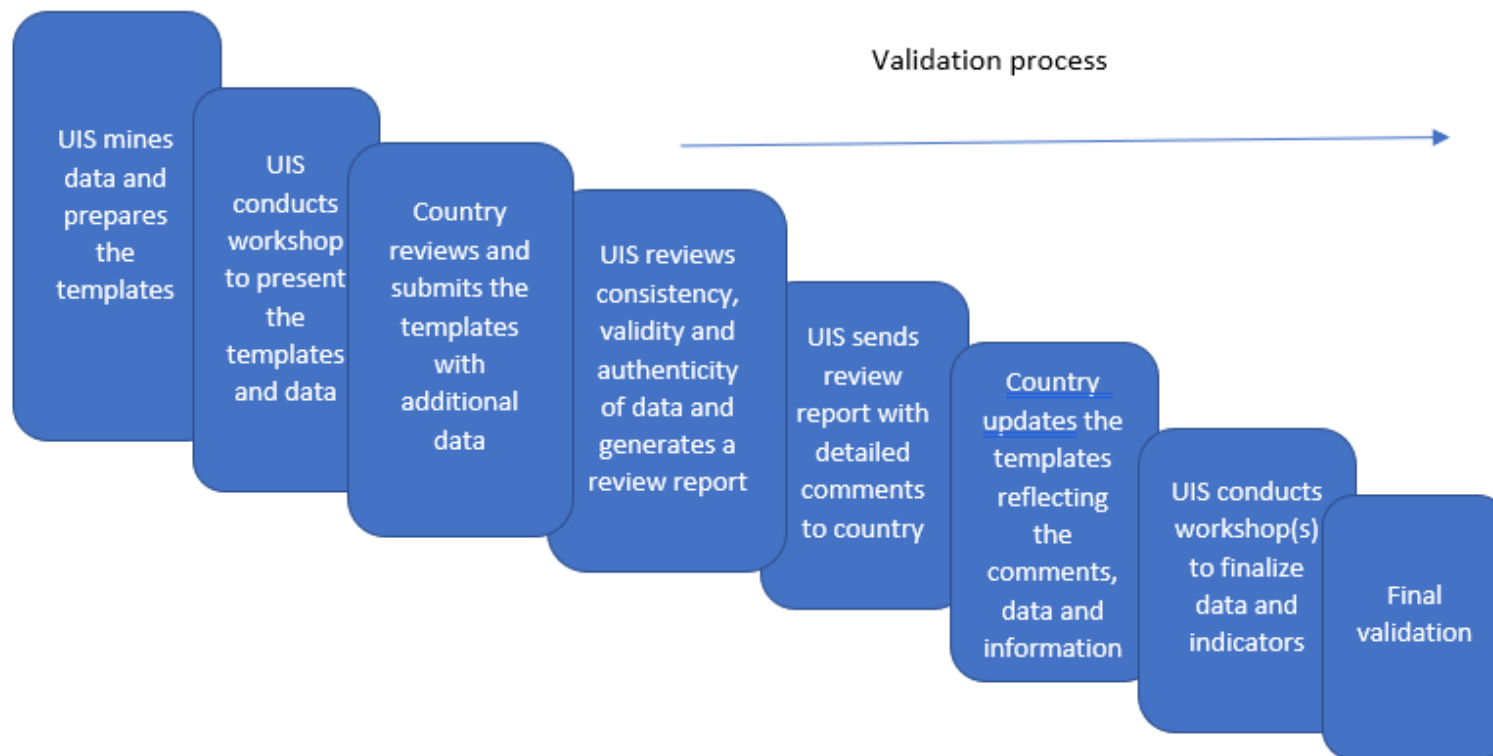 Validation process
UIS mines
data and
prepares
the
templates
UIS
conducts
workshop
to present
the
templates
and data
Country
reviews and
submits the
templates
with
additional
data
UIS reviews
consistency,
validity and
authenticity
of data and
generates a
review report
UIS sends
review
report with
detailed
comments
to country
Country
updates the
templates
reflecting
the
comments,
data and
information
UIS conducts
workshop(s)
to finalize
data and
indicators
Final
validation